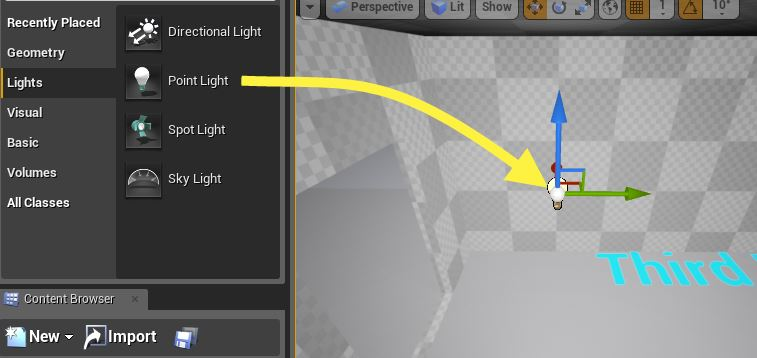 Recently Placed
Geometry
Lights
Visual
Basic
Volumes
All Classes
Directional Light
Point Light
Spot Light
Sky Light
Perspective
Lit
Show
1
10°
Third
Content Browser
New
Import